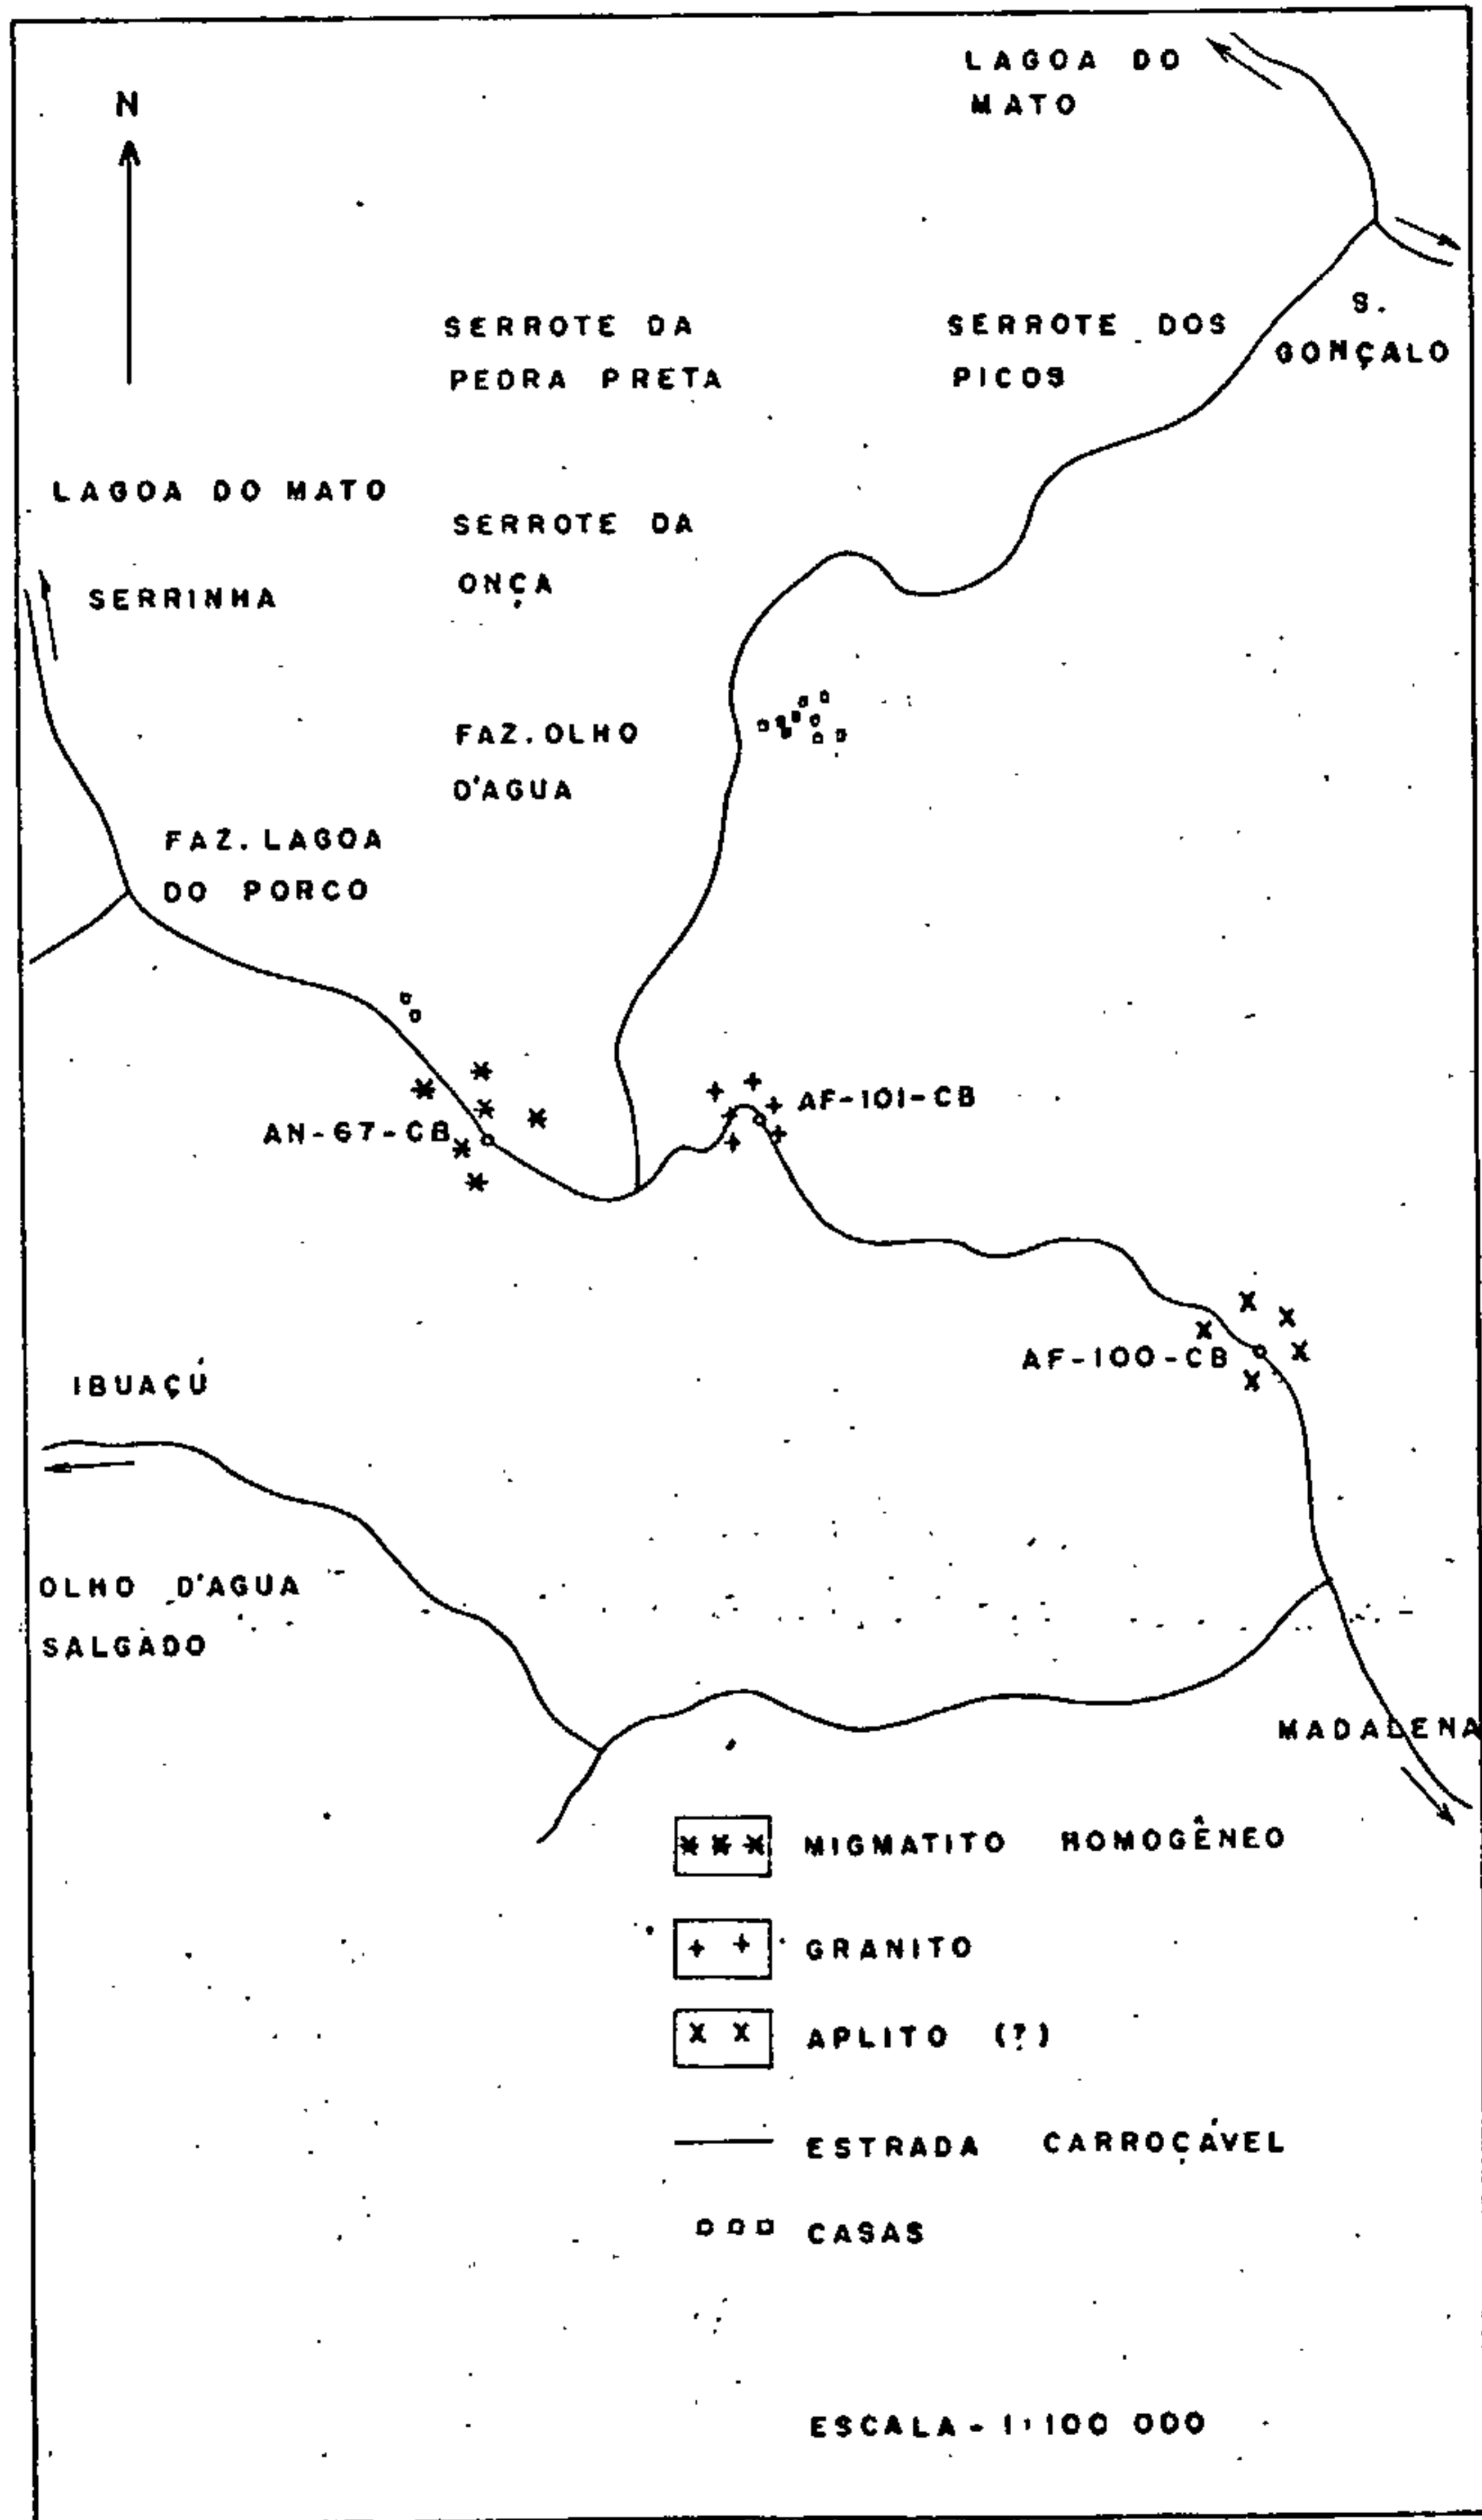 LAGOA DO
MATO
N
S.
GONÇALO
SERROTE DA
PEDRA PRETA
SERROTE DOS
PICOS
LAGOA DO MATO
SERROTE DA
ONÇA
SERRINHA
FAZ. OLHO
D'AGUA
FAZ. LAGOA
DO PORCO
AF-101-CB
AN-67-CB
AF-100-CB
IBUAÇÚ
OLHO D'AGUA
SALGADO
MADALENA
MIGMATITO HOMOGÊNEO
GRANITO
APLITO (?)
ESTRADA CARROÇÁVEL
CASAS
ESCALA - 1:100 000